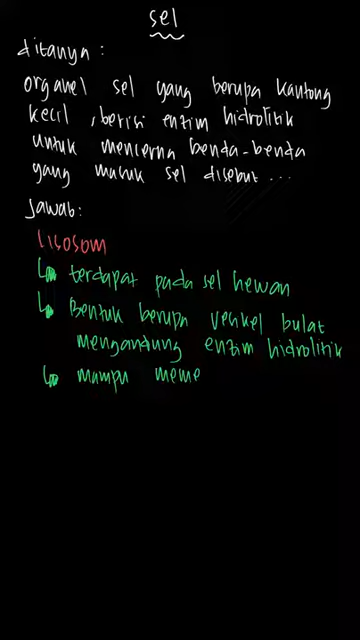 sel
ditanya :
organel sel yang berupa kantong
kecil , berisi enzim hidrolitik
untuk mencerna benda-benda
yang masuk sel disebut ...
Jawab:
Lisosom
terdapat pada sel hewan
Bentuk berupa vesikel bulat
mengandung enzim hidrolitik
mampu meme